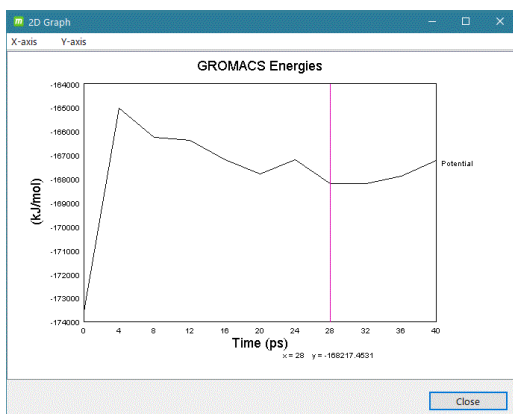 2D Graph
X-axis Y-axis
GROMACS Energies
-164000
-165000
-166000
-167000
-168000
-169000
-170000
-171000
-172000
-173000
-174000
(kJ/mol)
Potential
0 4 8 12 16 20 24 28 32 36 40
Time (ps)
x = 28 y = -168217.4531
Close